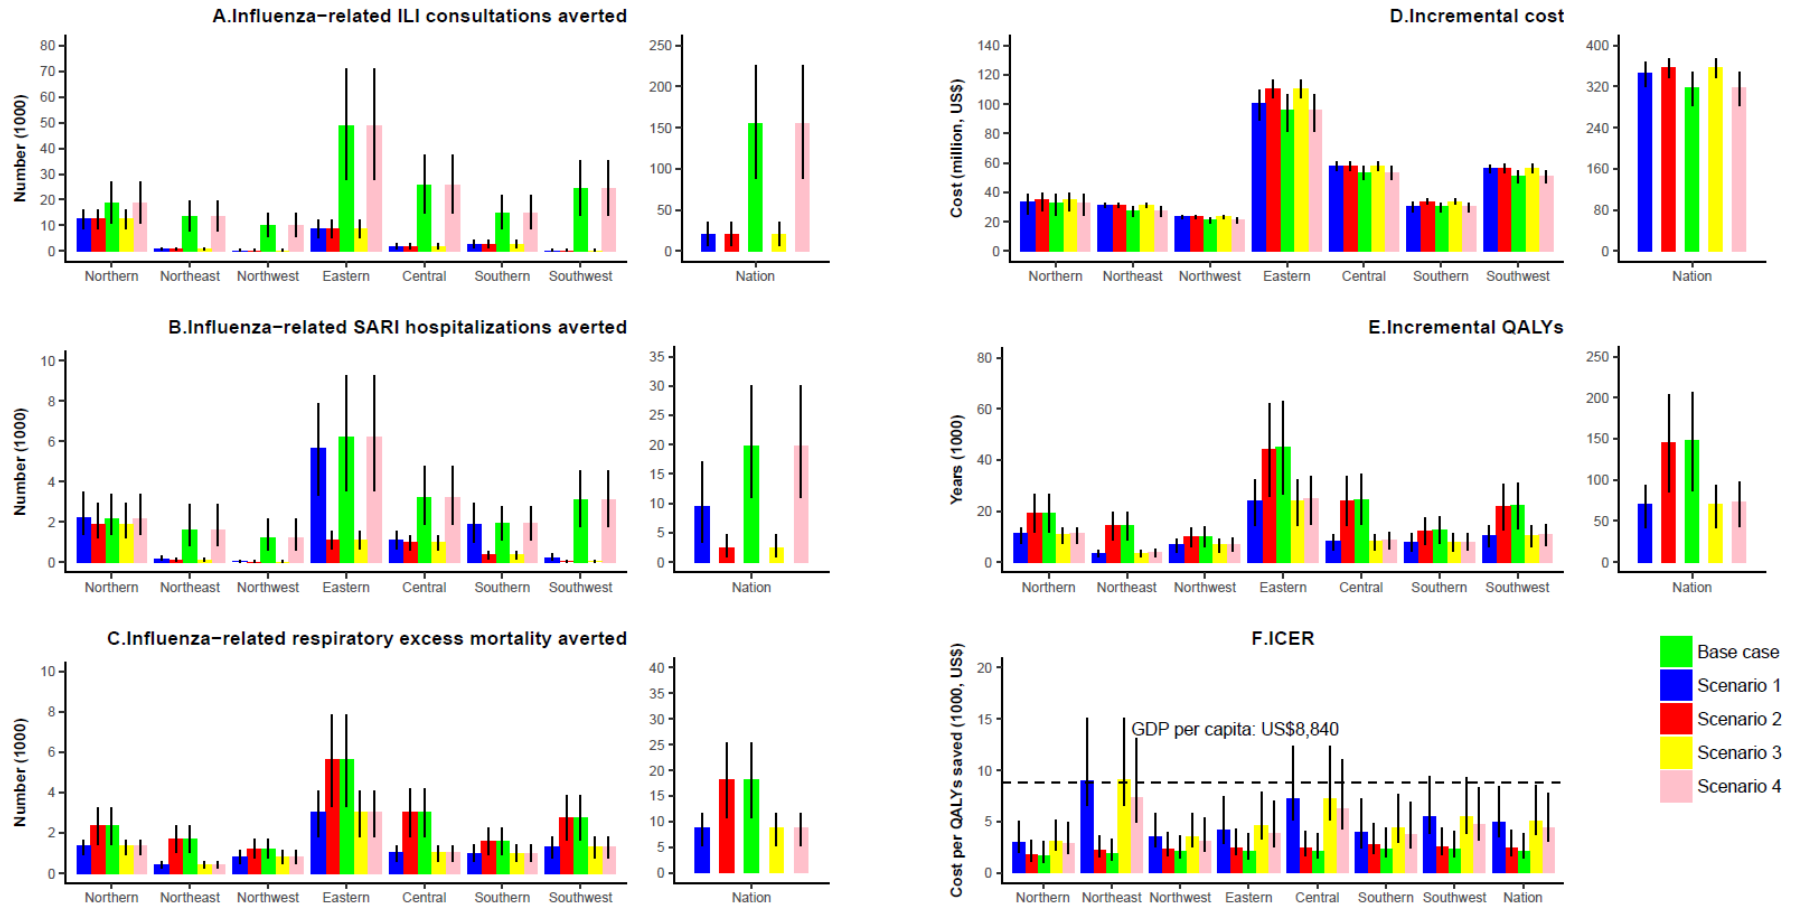 A.Influenza−related ILI consultations averted
Number (1000)
80
70
60
50
40
30
20
10
0
Northern Northeast Northwest Eastern Central Southern Southwest
250
200
150
100
50
0
Nation
D.Incremental cost
Cost (million, US$)
140
120
100
80
60
40
20
0
Northern Northeast Northwest Eastern Central Southern Southwest
400
320
240
160
80
0
Nation
B.Influenza−related SARI hospitalizations averted
Number (1000)
10
8
6
4
2
0
Northern Northeast Northwest Eastern Central Southern Southwest
35
30
25
20
15
10
5
0
Nation
E.Incremental QALYs
Years (1000)
80
60
40
20
0
Northern Northeast Northwest Eastern Central Southern Southwest
250
200
150
100
50
0
Nation
C.Influenza−related respiratory excess mortality averted
Number (1000)
10
8
6
4
2
0
Northern Northeast Northwest Eastern Central Southern Southwest
40
35
30
25
20
15
10
5
0
Nation
F.ICER
Cost per QALYs saved (1000, US$)
20
15
10
5
0
GDP per capita: US$8,840
Northern Northeast Northwest Eastern Central Southern Southwest Nation
Base case
Scenario 1
Scenario 2
Scenario 3
Scenario 4